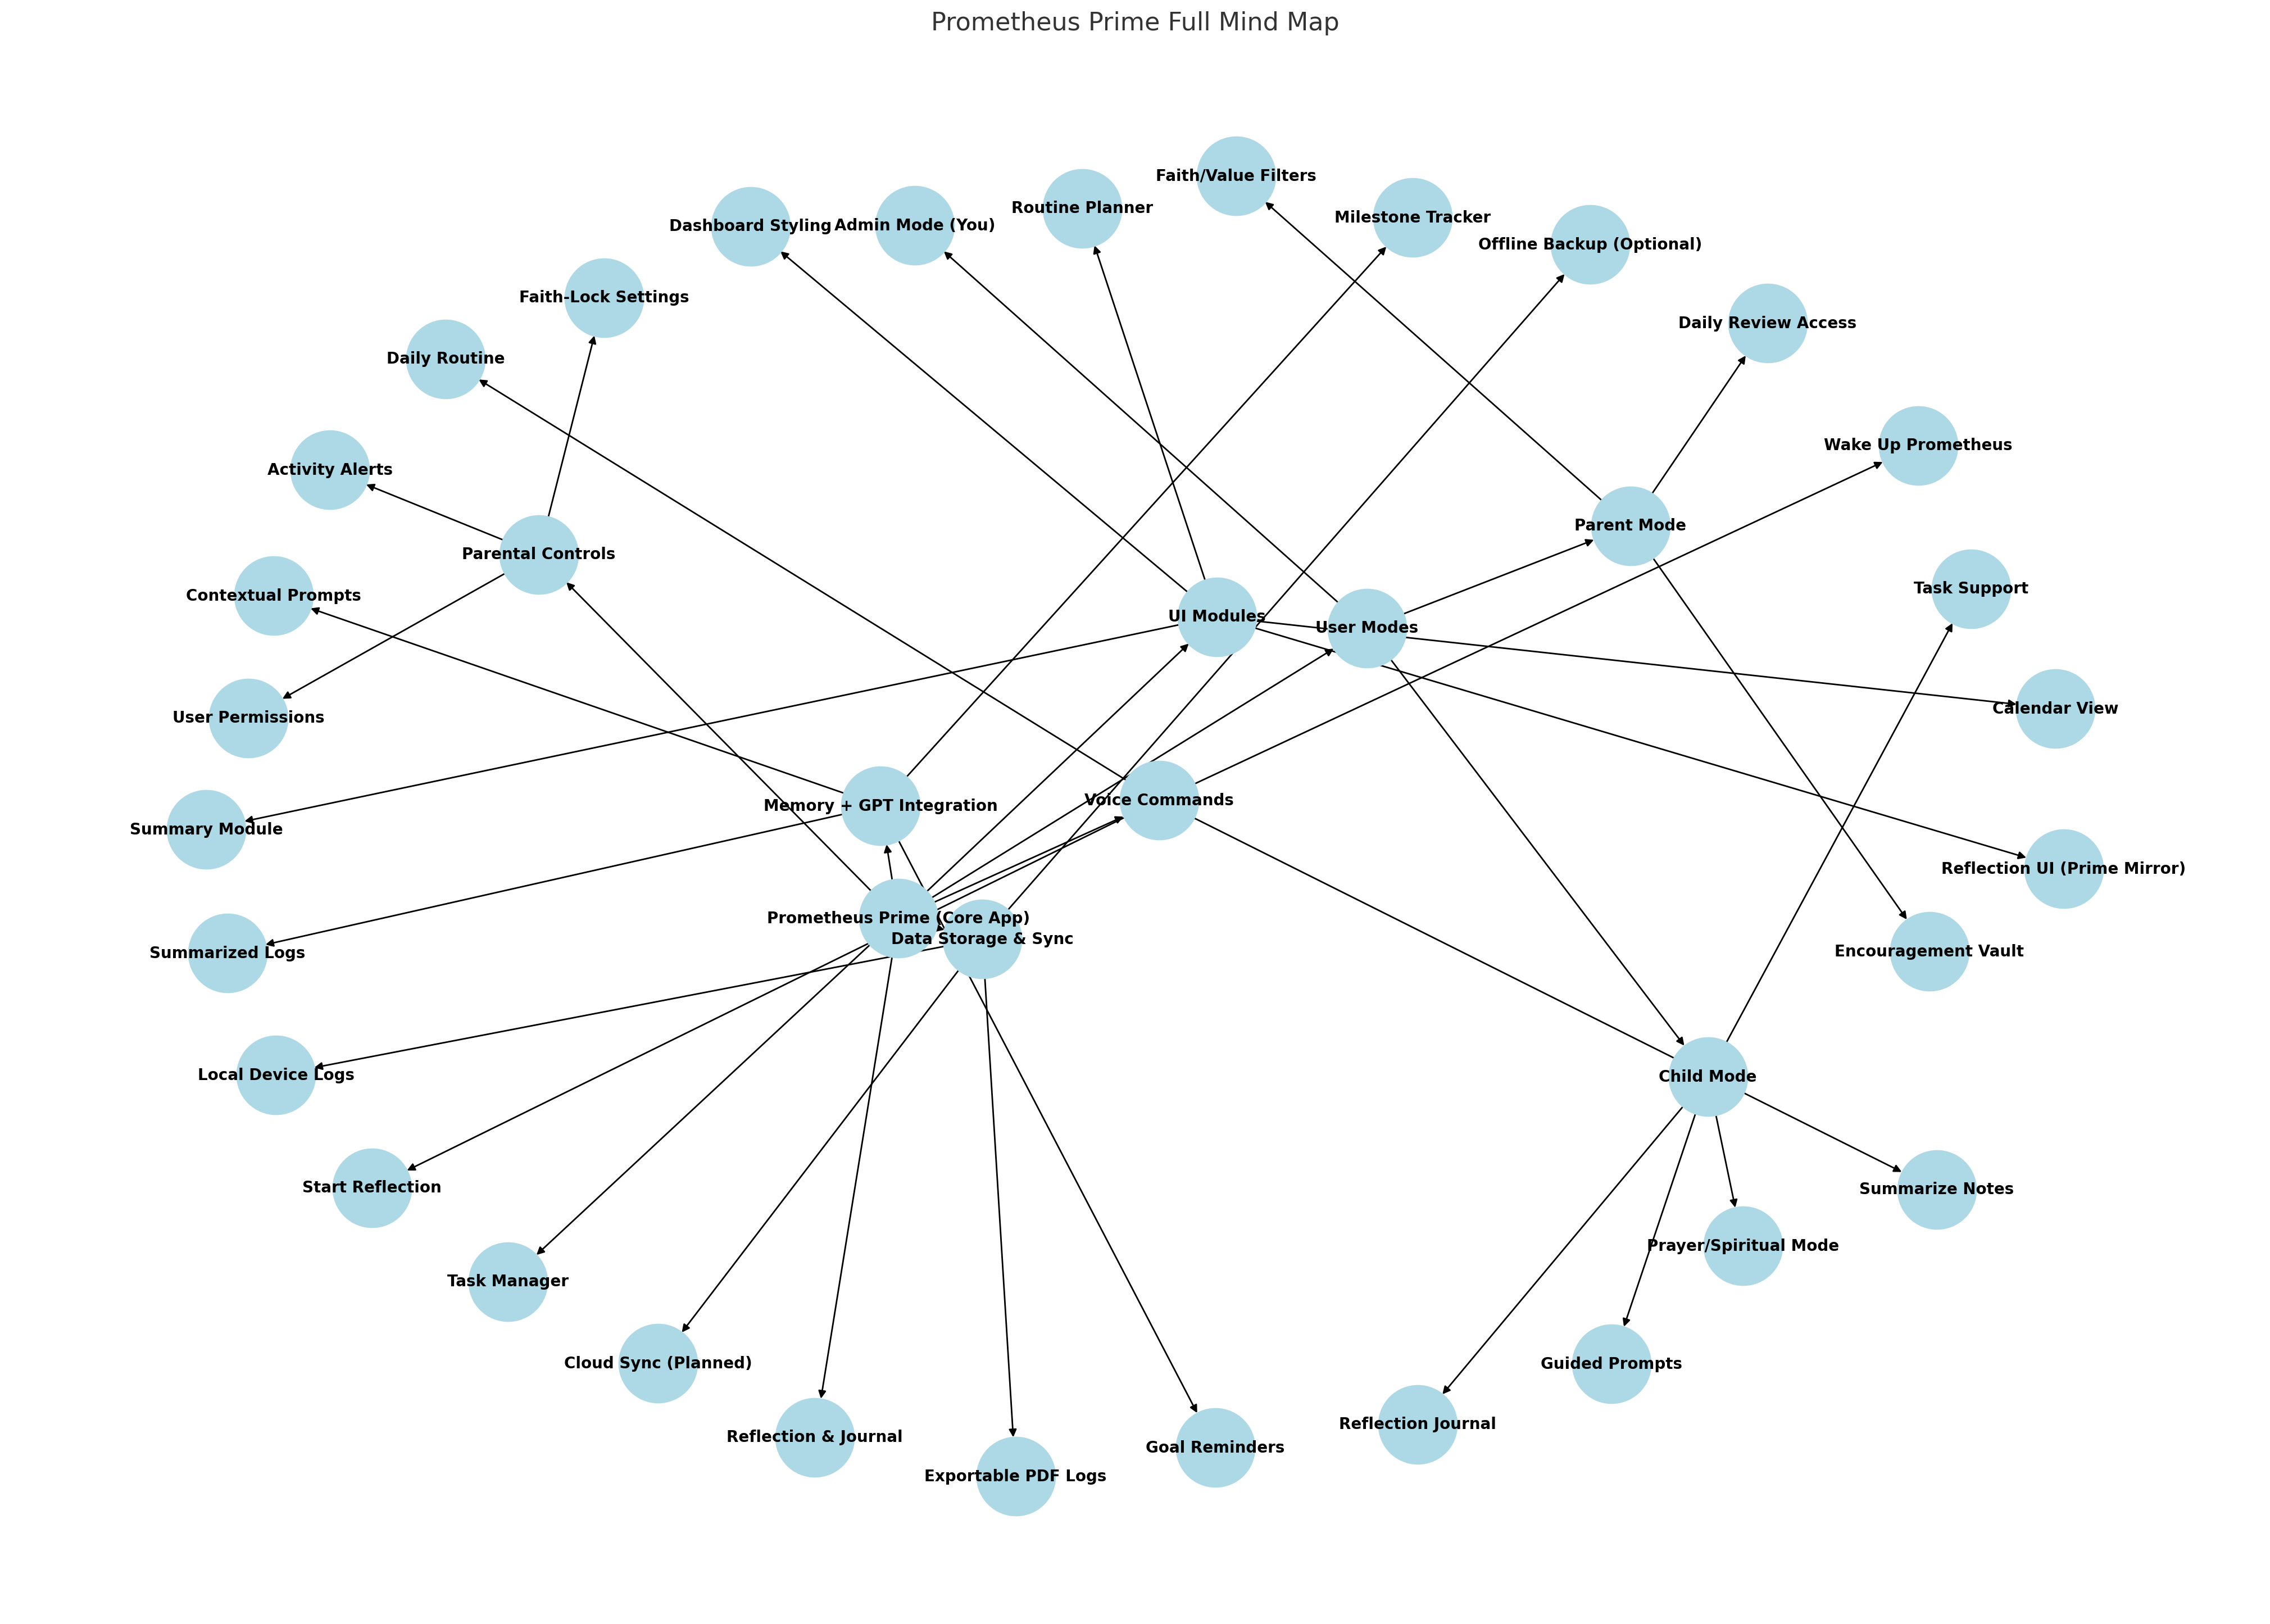 Prometheus Prime Full Mind Map
Faith/Value Filters
Routine Planner
Milestone Tracker
Dashboard Styling
Admin Mode (You)
Offline Backup (Optional)
Faith-Lock Settings
Daily Review Access
Daily Routine
Wake Up Prometheus
Activity Alerts
Parent Mode
Parental Controls
Task Support
Contextual Prompts
UI Modules
User Modes
Calendar View
User Permissions
Voice Commands
Memory + GPT Integration
Summary Module
Reflection UI (Prime Mirror)
Prometheus Prime (Core App)
Data Storage & Sync
Encouragement Vault
Summarized Logs
Local Device Logs
Child Mode
Start Reflection
Summarize Notes
Prayer/Spiritual Mode
Task Manager
Cloud Sync (Planned)
Guided Prompts
Reflection Journal
Reflection & Journal
Goal Reminders
Exportable PDF Logs